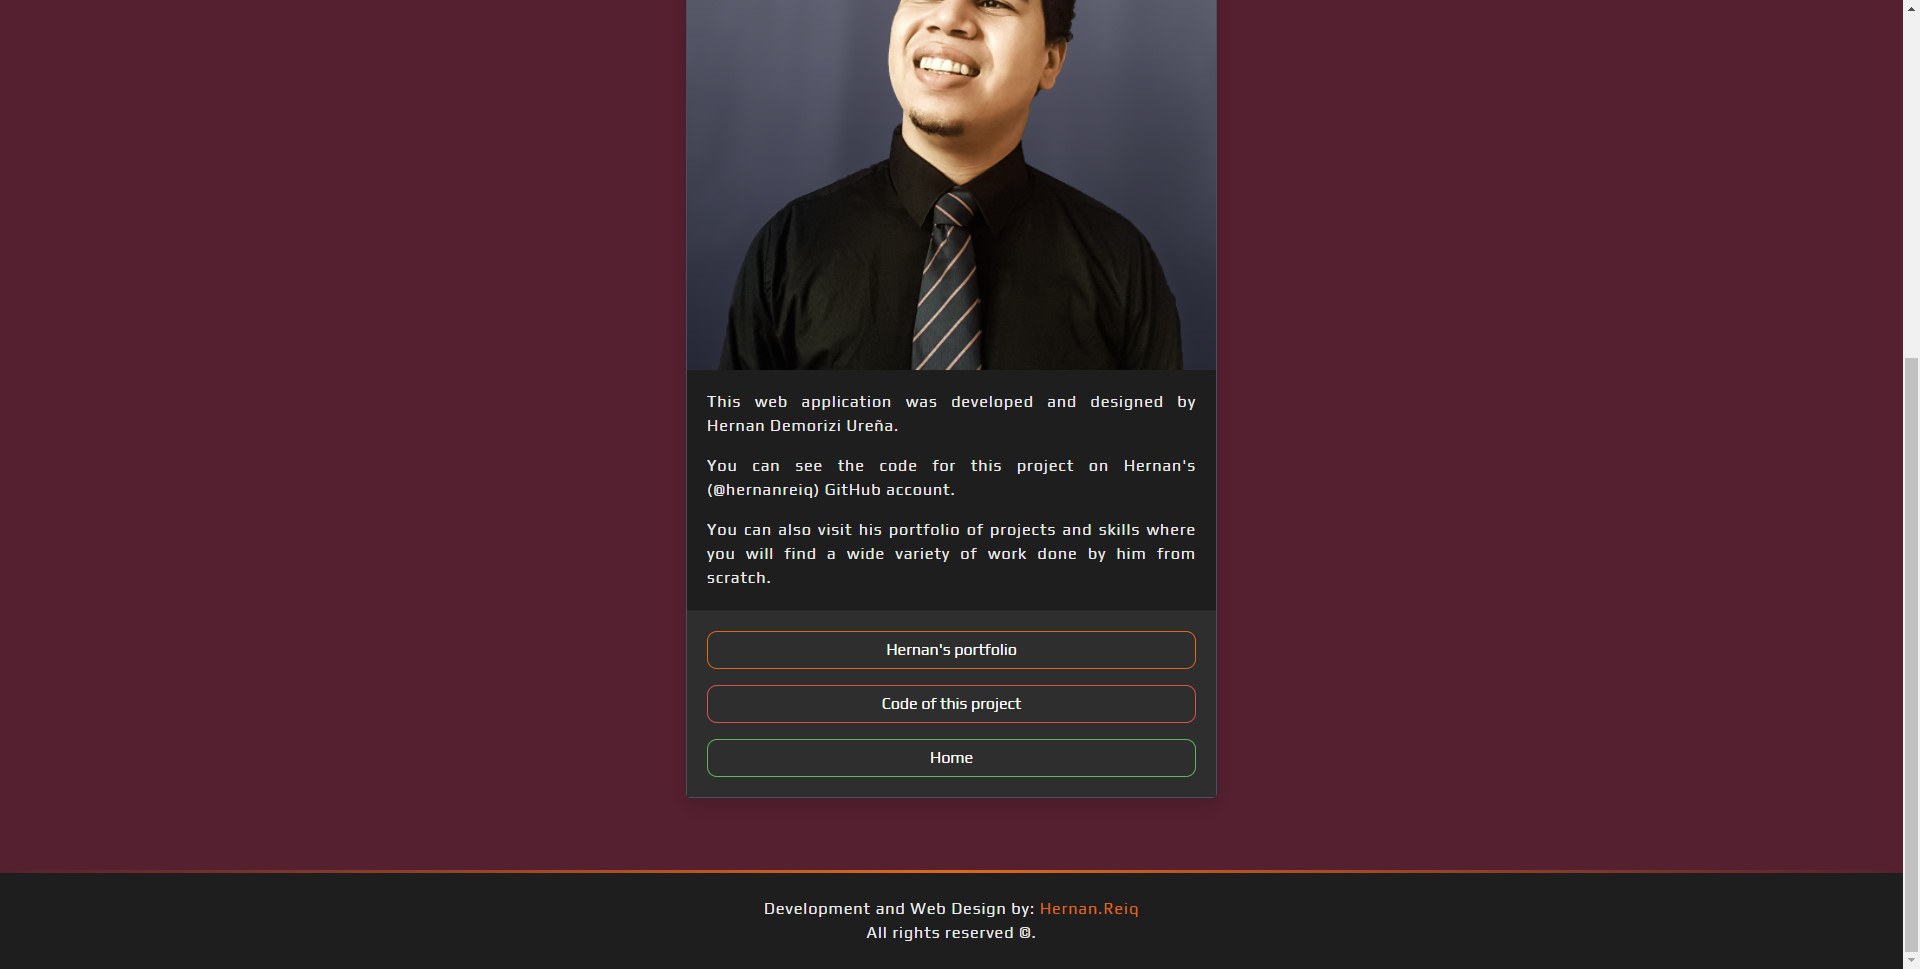 This web application was developed and designed by
Hernan Demorizi Ureña.
You can see the code for this project on Hernan's
(@hernanreiq) GitHub account.
You can also visit his portfolio of projects and skills where
you will find a wide variety of work done by him from
scratch.
Hernan's portfolio
Code of this project
Home
Development and Web Design by: Hernan.Reiq
All rights reserved ©.